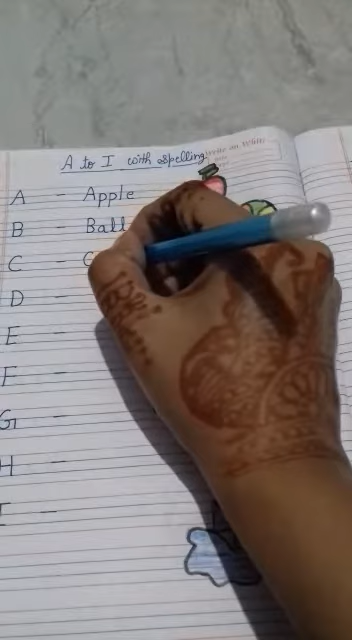 A to I with spelling.
A - Apple
B - Ball
C - C
D -
E -
F -
G -
H -
I -